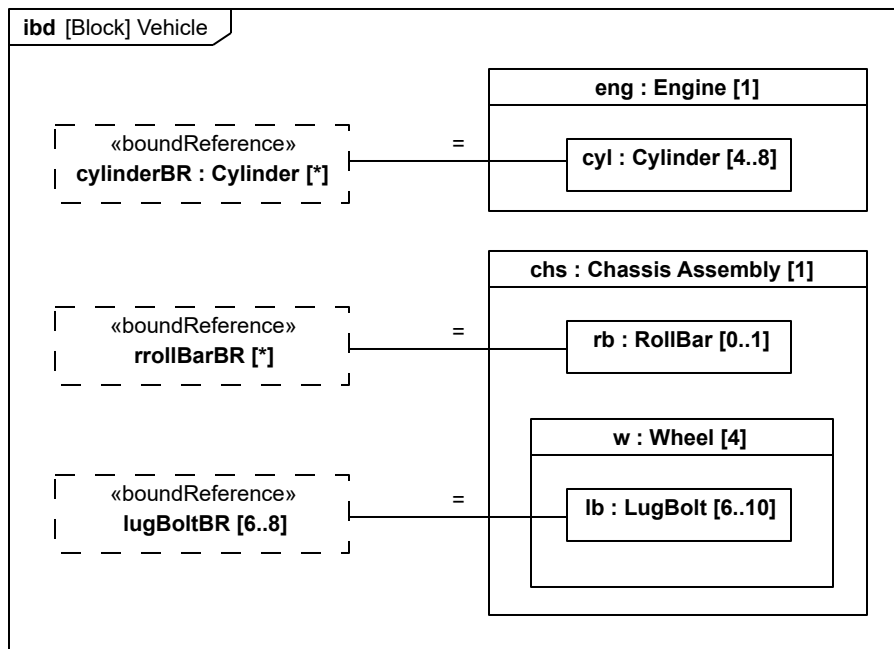 ibd [Block] Vehicle
eng : Engine [1]
«boundReference»
cylinderBR : Cylinder [*]
=
cyl : Cylinder [4..8]
chs : Chassis Assembly [1]
«boundReference»
rrollBarBR [*]
=
rb : RollBar [0..1]
w : Wheel [4]
«boundReference»
lugBoltBR [6..8]
=
lb : LugBolt [6..10]